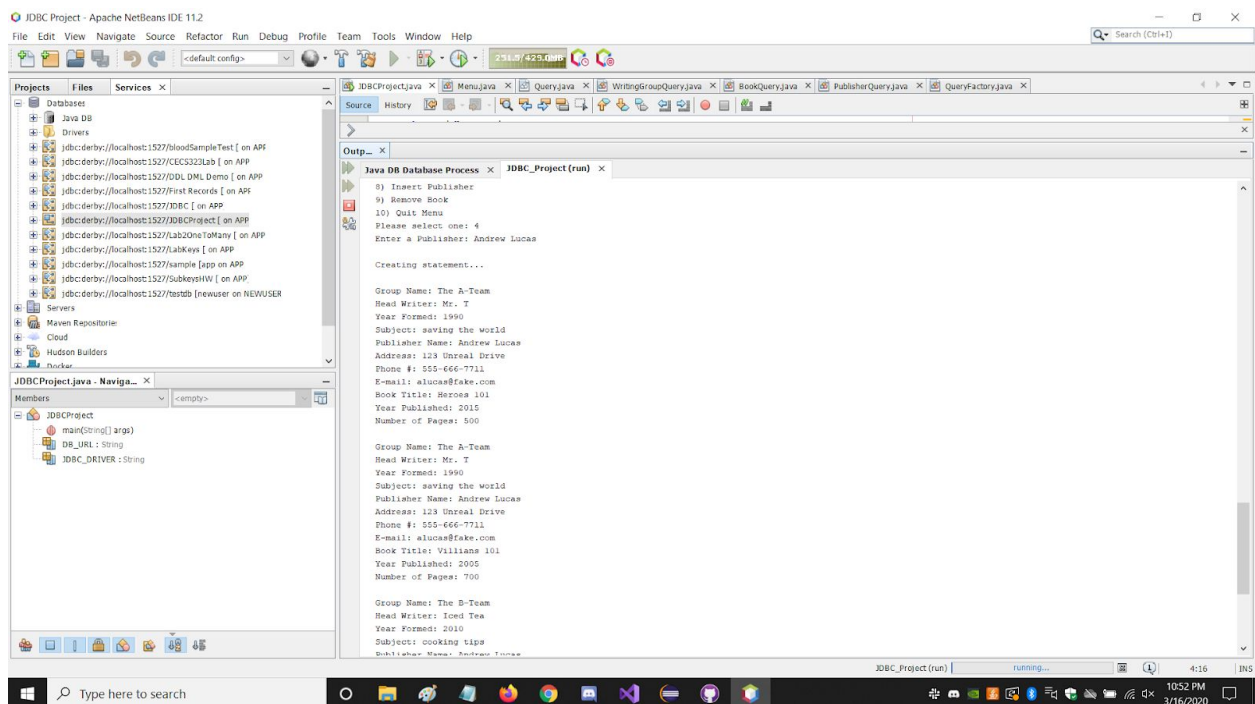 JDBC Project - Apache NetBeans IDE 11.2
File Edit View Navigate Source Refactor Run Debug Profile Team Tools Window Help
Search (Ctrl+I)
<default config>
291.5/429.0MB
Projects Files Services
Databases
Java DB
Drivers
jdbc:derby://localhost:1527/bloodSampleTest [ on APP
jdbc:derby://localhost:1527/CECS323Lab [ on APP
jdbc:derby://localhost:1527/DDL DML Demo [ on APP
jdbc:derby://localhost:1527/First Records [ on APP
jdbc:derby://localhost:1527/JDBC [ on APP
jdbc:derby://localhost:1527/JDBCProject [ on APP
jdbc:derby://localhost:1527/Lab2OneToMany [ on APP
jdbc:derby://localhost:1527/LabKeys [ on APP
jdbc:derby://localhost:1527/sample [app on APP
jdbc:derby://localhost:1527/SubkeysHW [ on APP
jdbc:derby://localhost:1527/testdb [newuser on NEWUSER
Servers
Maven Repositories
Cloud
Hudson Builders
Docker
JDBCProject.java - Naviga...
Members <empty>
JDBCProject
main(String[] args)
DB_URL : String
JDBC_DRIVER : String
JDBCProject.java Menu.java Query.java WritingGroupQuery.java BookQuery.java PublisherQuery.java QueryFactory.java
Source History
Outp...
Java DB Database Process JDBC_Project (run)
8) Insert Publisher
9) Remove Book
10) Quit Menu
Please select one: 4
Enter a Publisher: Andrew Lucas
Creating statement...
Group Name: The A-Team
Head Writer: Mr. T
Year Formed: 1990
Subject: saving the world
Publisher Name: Andrew Lucas
Address: 123 Unreal Drive
Phone #: 555-666-7711
E-mail: alucas@fake.com
Book Title: Heroes 101
Year Published: 2015
Number of Pages: 500
Group Name: The A-Team
Head Writer: Mr. T
Year Formed: 1990
Subject: saving the world
Publisher Name: Andrew Lucas
Address: 123 Unreal Drive
Phone #: 555-666-7711
E-mail: alucas@fake.com
Book Title: Villians 101
Year Published: 2005
Number of Pages: 700
Group Name: The B-Team
Head Writer: Iced Tea
Year Formed: 2010
Subject: cooking tips
Publisher Name: Andrew Lucas
JDBC_Project (run) running... 4:16 INS
Type here to search
10:52 PM
3/16/2020